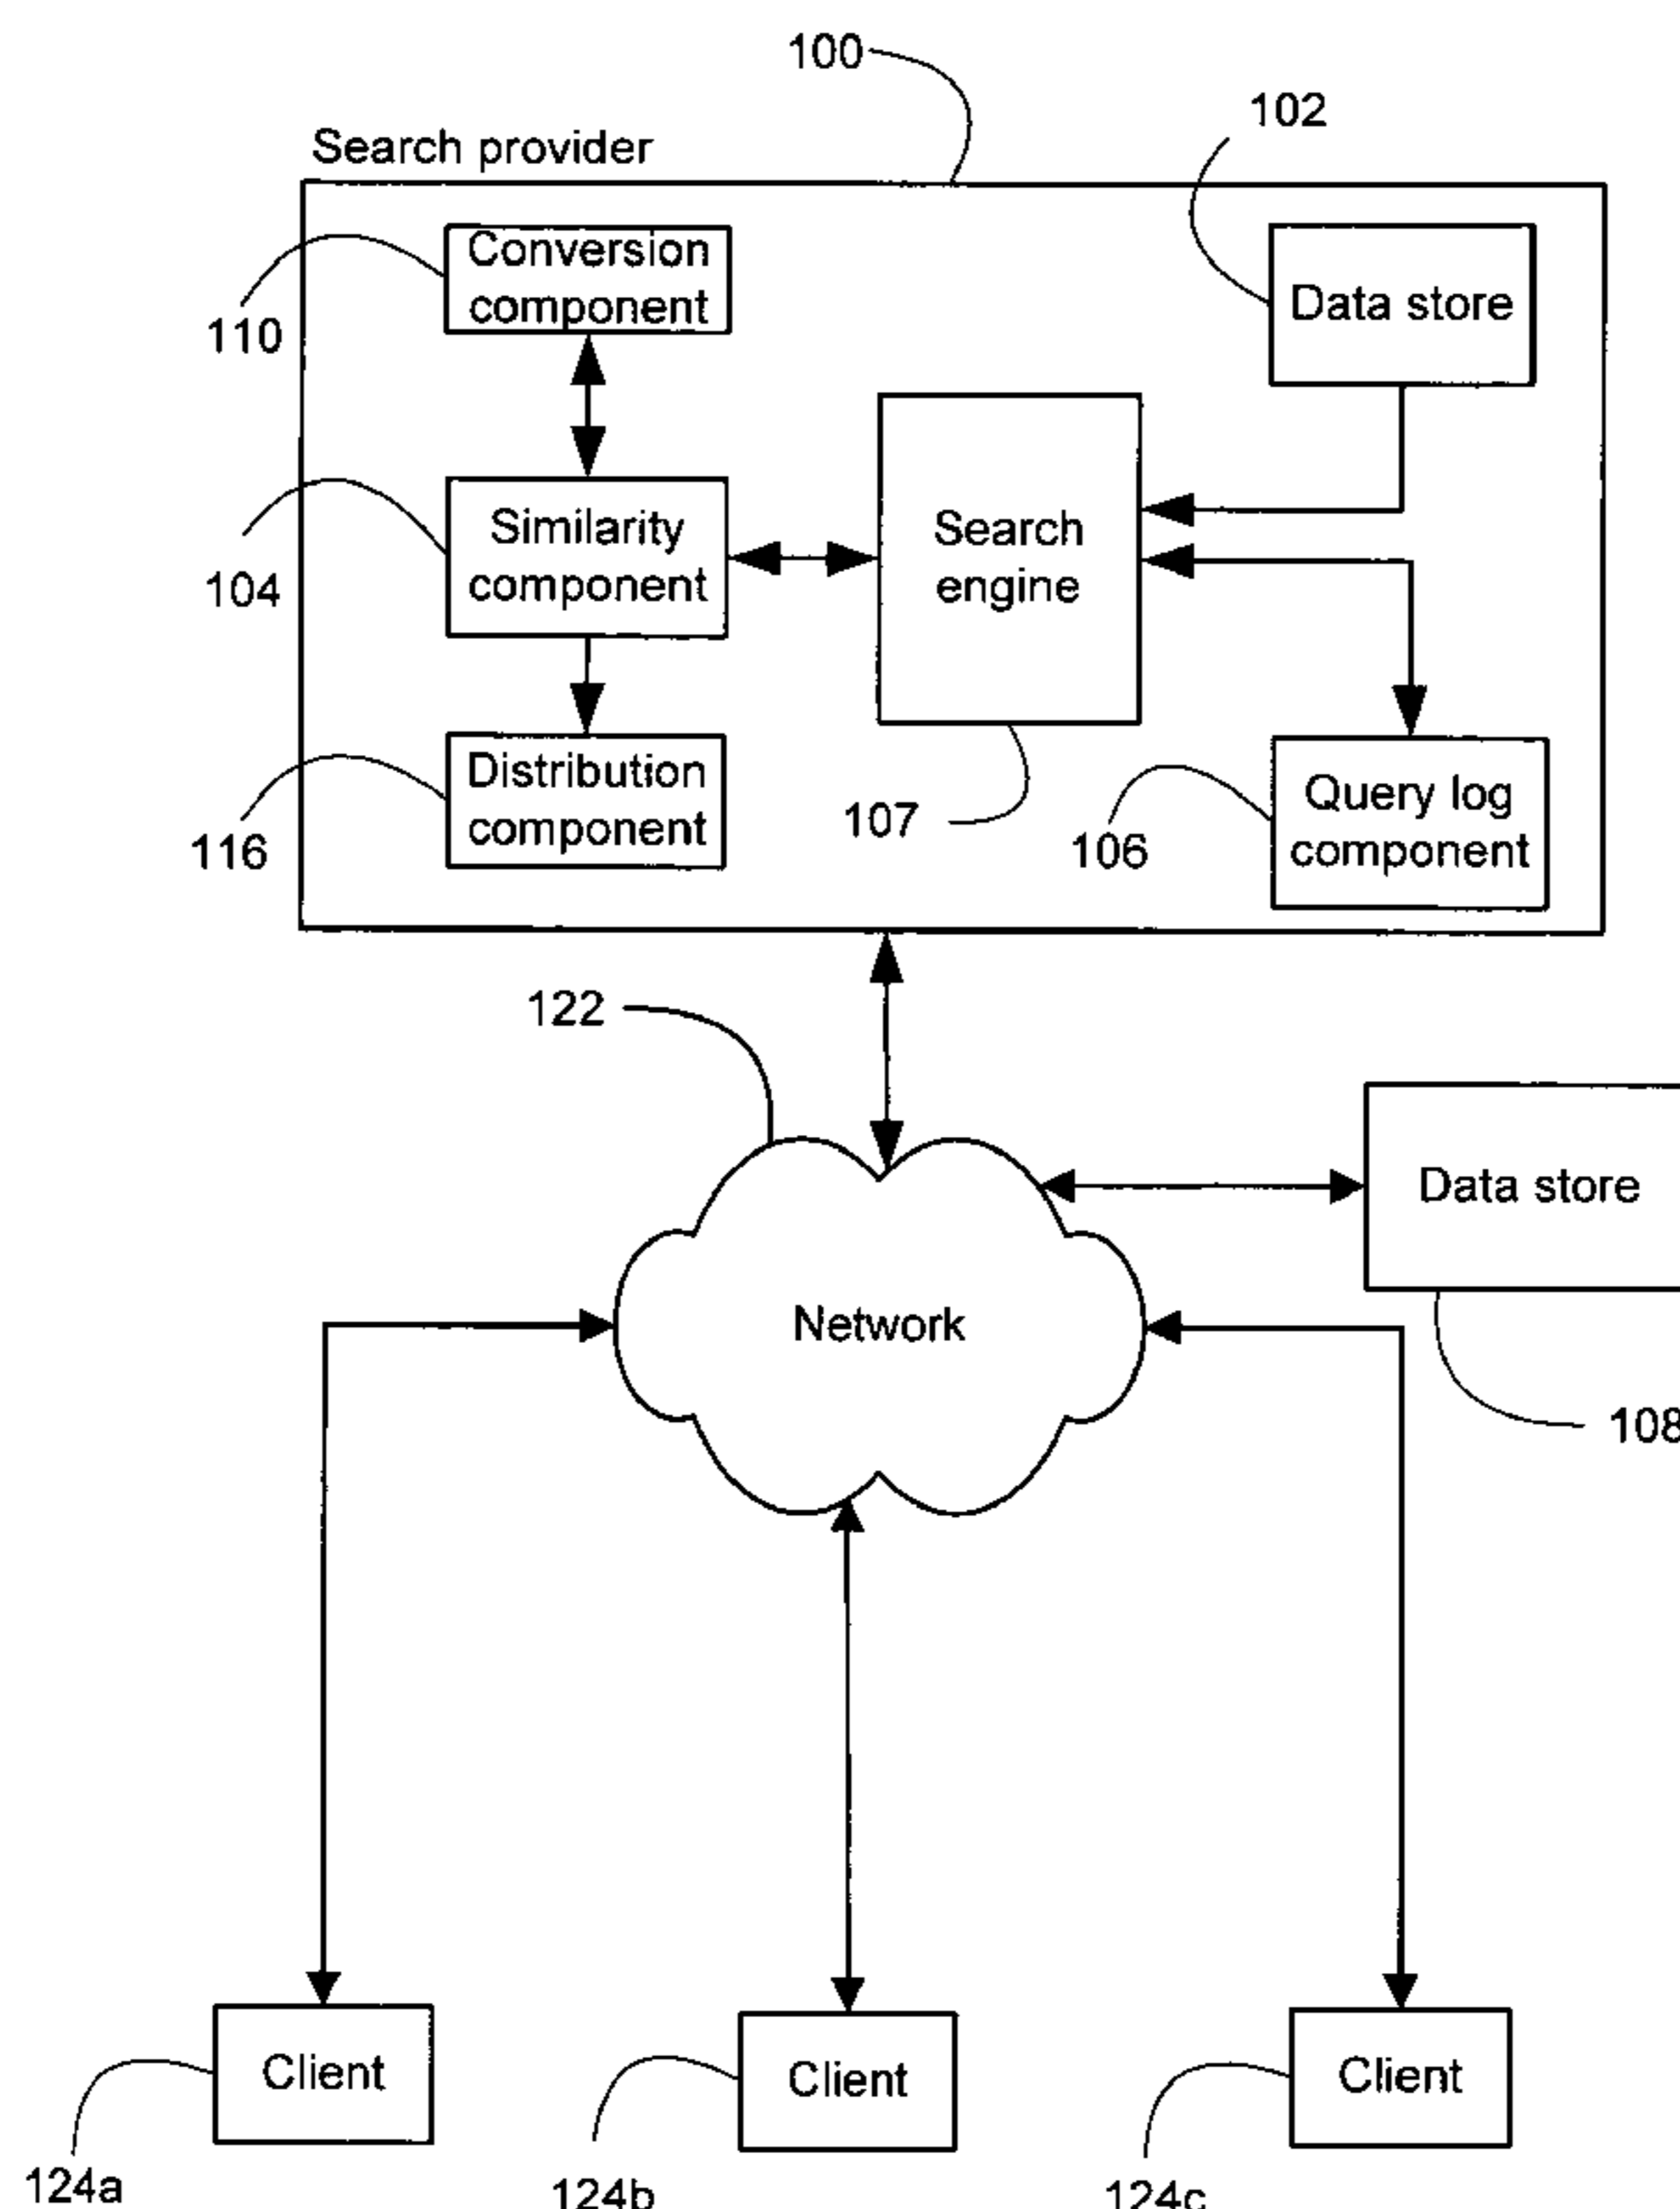 100
102
Search provider
Conversion
component
110
Data store
Similarity
component
104
Search
engine
Distribution
component
116
107
106
Query log
component
122
Data store
Network
108
Client
Client
Client
124a
124b
124c